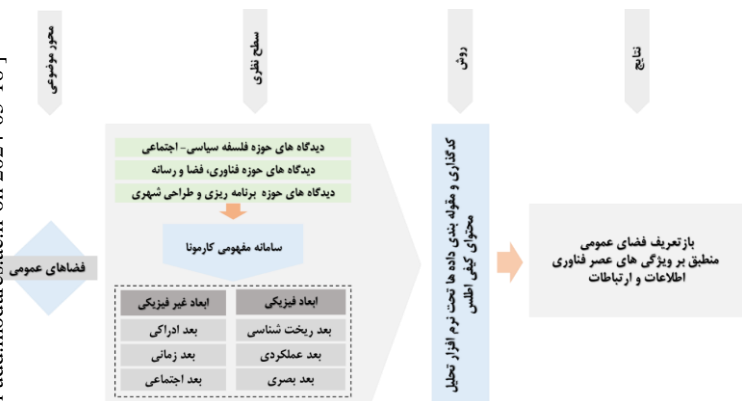 محور موضوعی
سطح نظری
روش
نتایج
فضاهای عمومی
دیدگاه های حوزه فلسفه سیاسی- اجتماعی
دیدگاه های حوزه فناوری، فضا و رسانه
دیدگاه های حوزه برنامه ریزی و طراحی شهری
سامانه مفهومی کارمونا
ابعاد غیر فیزیکی
بعد ادراکی
بعد زمانی
بعد اجتماعی
ابعاد فیزیکی
بعد ریخت شناسی
بعد عملکردی
بعد بصری
کدگذاری و مقوله بندی داده ها تحت نرم افزار تحلیل
محتوای کیفی اطلس
بازتعریف فضای عمومی
منطبق بر ویژگی های عصر فناوری
اطلاعات و ارتباطات